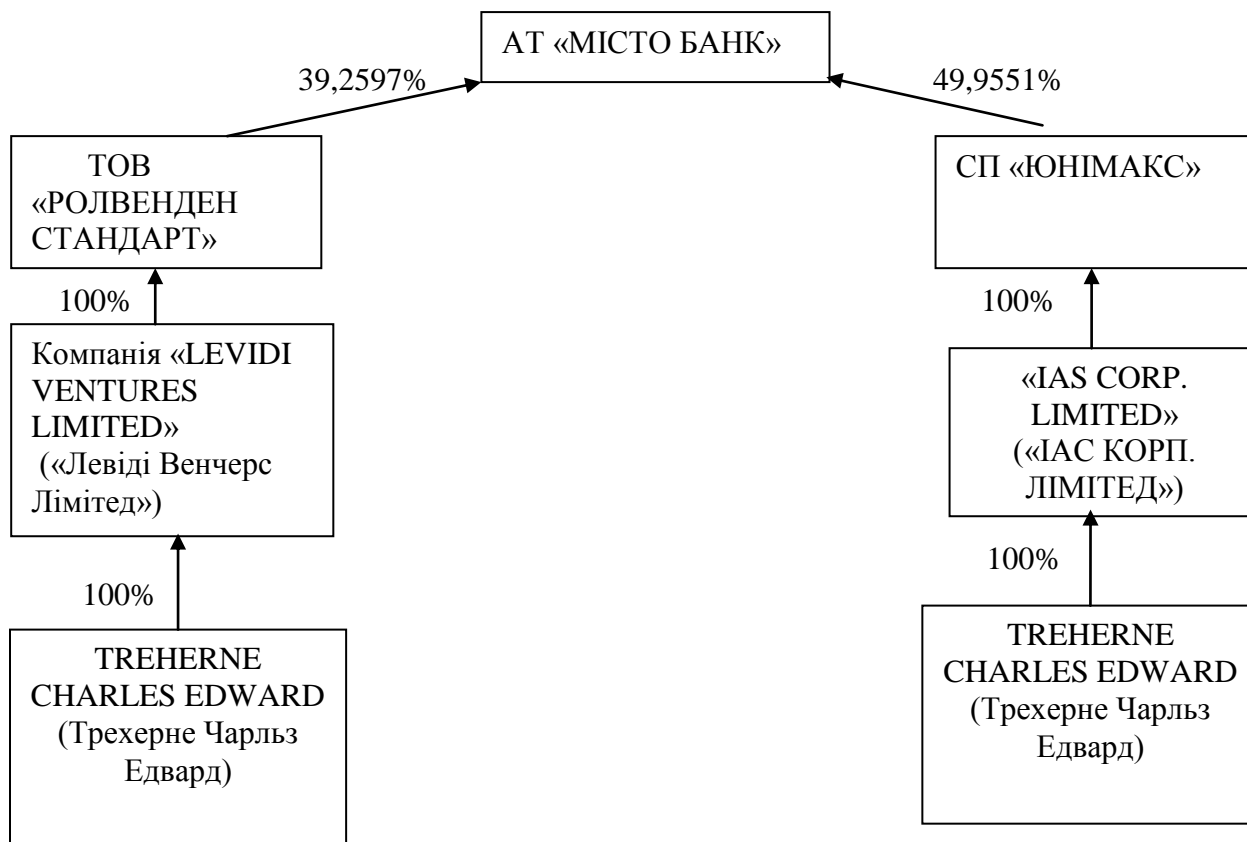 АТ «МІСТО БАНК»
39,2597%
49,9551%
ТОВ
«РОЛВЕНДЕН
СТАНДАРТ»
СП «ЮНІМАКС»
100%
100%
Компанія «LEVIDI
VENTURES
LIMITED»
(«Левіді Венчерс
Лімітед»)
«IAS CORP.
LIMITED»
(«ІАС КОРП.
ЛІМІТЕД»)
100%
100%
TREHERNE
CHARLES EDWARD
(Трехерне Чарльз
Едвард)
TREHERNE
CHARLES EDWARD
(Трехерне Чарльз
Едвард)